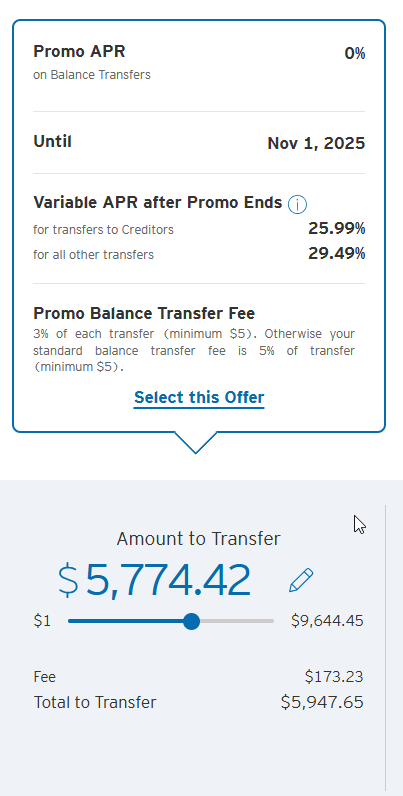 Promo APR 0%
on Balance Transfers
Until Nov 1, 2025
Variable APR after Promo Ends i
for transfers to Creditors 25.99%
for all other transfers 29.49%
Promo Balance Transfer Fee
3% of each transfer (minimum $5). Otherwise your
standard balance transfer fee is 5% of transfer
(minimum $5).
Select this Offer
Amount to Transfer
$5,774.42
$1 $9,644.45
Fee $173.23
Total to Transfer $5,947.65